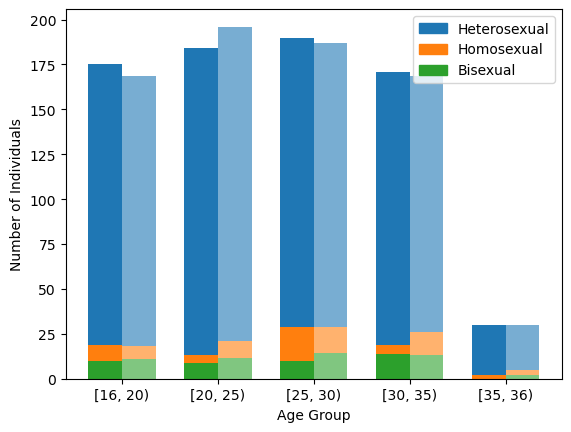 200
175
150
125
100
75
50
25
0
Number of Individuals
Heterosexual
Homosexual
Bisexual
[16, 20)
[20, 25)
[25, 30)
[30, 35)
[35, 36)
Age Group